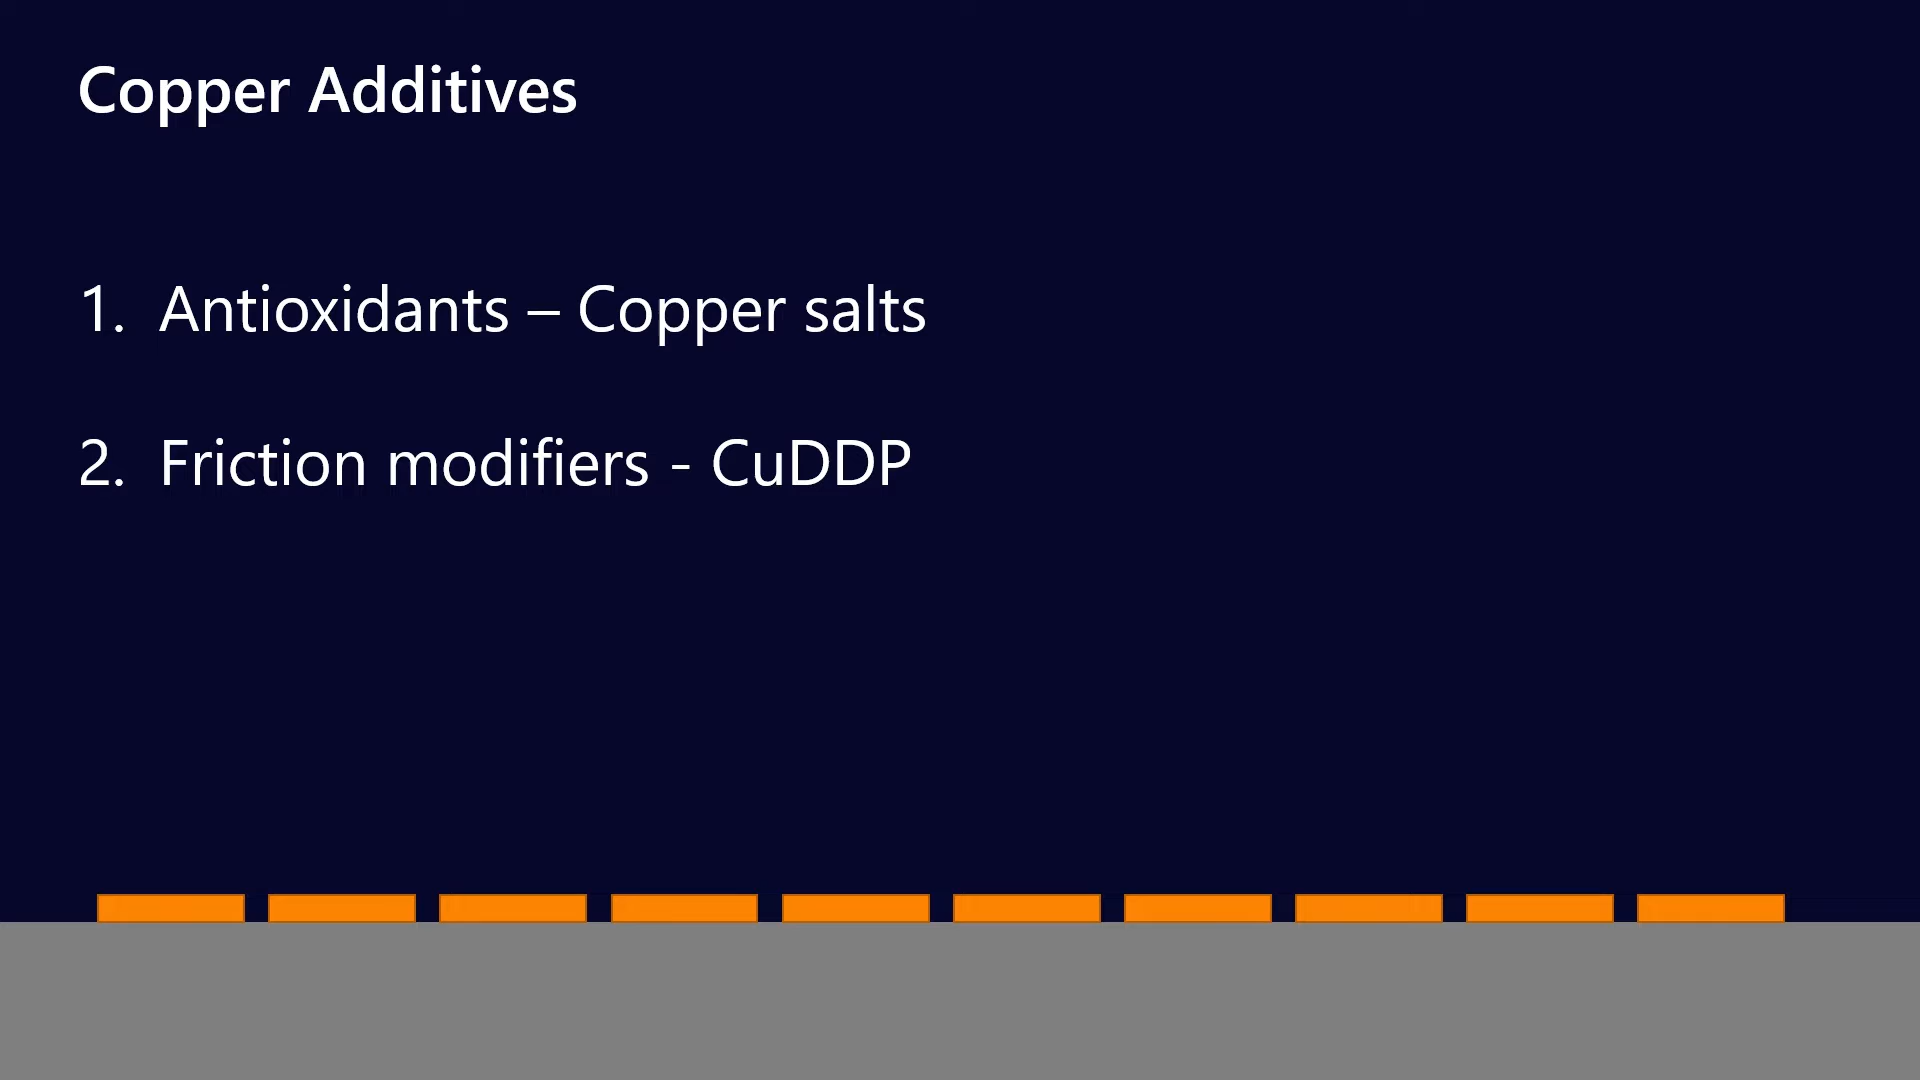 Copper Additives
1. Antioxidants – Copper salts
2. Friction modifiers - CuDDP